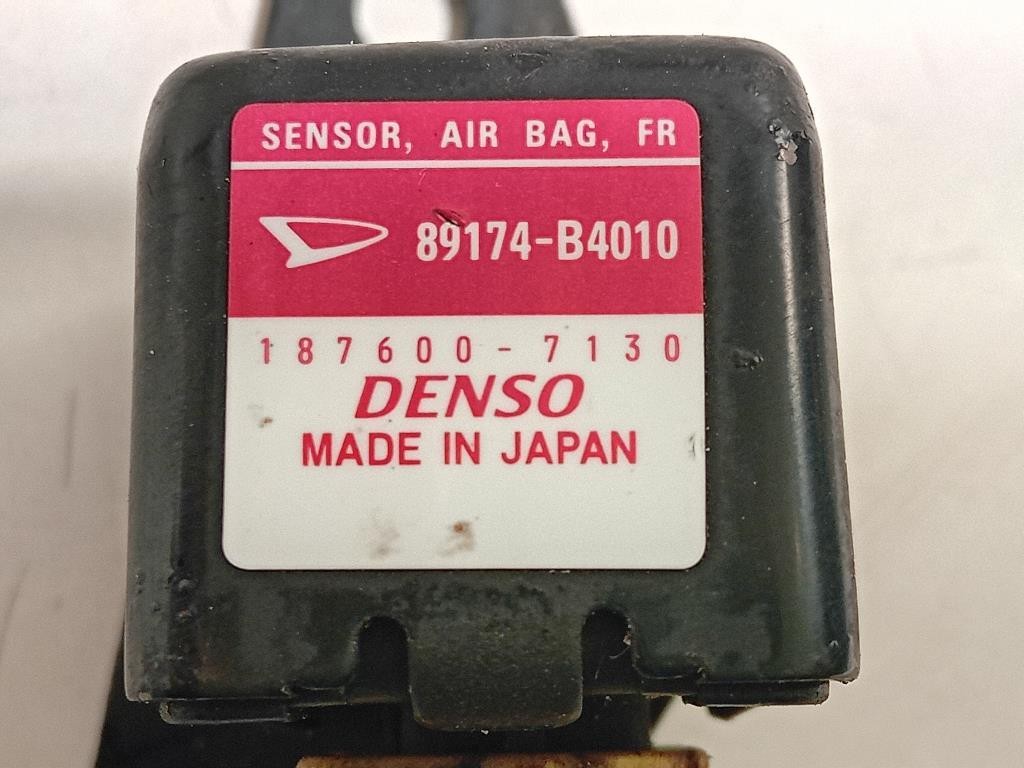 SENSOR, AIR BAG, FR
89174-B4010
187600-7130
DENSO
MADE IN JAPAN